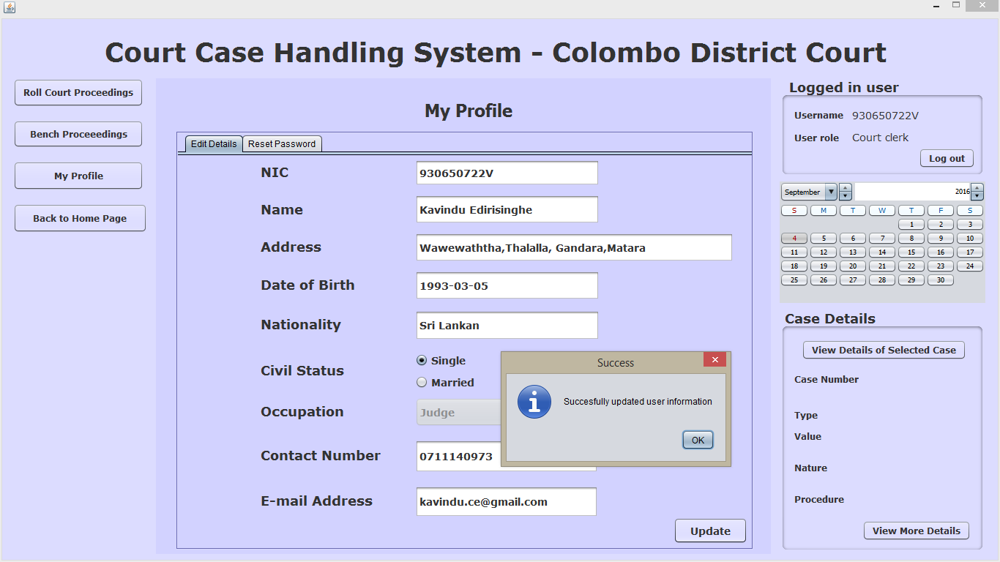 Court Case Handling System - Colombo District Court
Roll Court Proceedings
Bench Proceeedings
My Profile
Back to Home Page
My Profile
Edit Details
Reset Password
NIC
930650722V
Name
Kavindu Edirisinghe
Address
Wawewaththa,Thalalla, Gandara,Matara
Date of Birth
1993-03-05
Nationality
Sri Lankan
Civil Status
Single
Married
Occupation
Judge
Contact Number
0711140973
E-mail Address
kavindu.ce@gmail.com
Update
Success
Succesfully updated user information
OK
Logged in user
Username 930650722V
User role Court clerk
Log out
September 2016
S M T W T F S
1 2 3
4 5 6 7 8 9 10
11 12 13 14 15 16 17
18 19 20 21 22 23 24
25 26 27 28 29 30
Case Details
View Details of Selected Case
Case Number
Type
Value
Nature
Procedure
View More Details